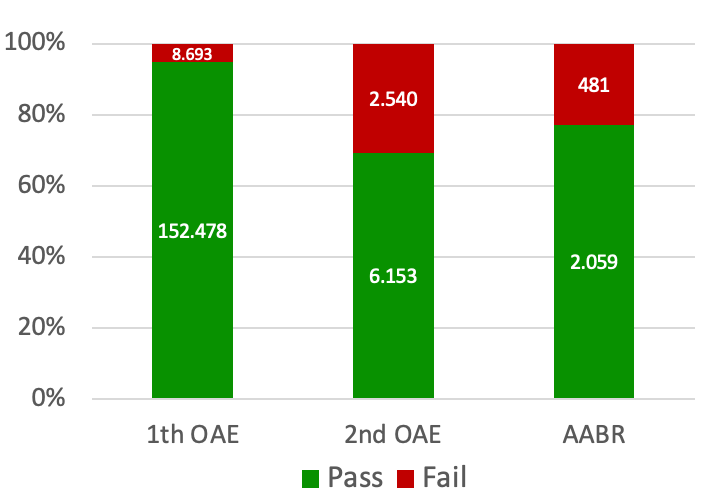 100%
80%
60%
40%
20%
0%
8.693
152.478
2.540
6.153
481
2.059
1th OAE
2nd OAE
AABR
Pass
Fail